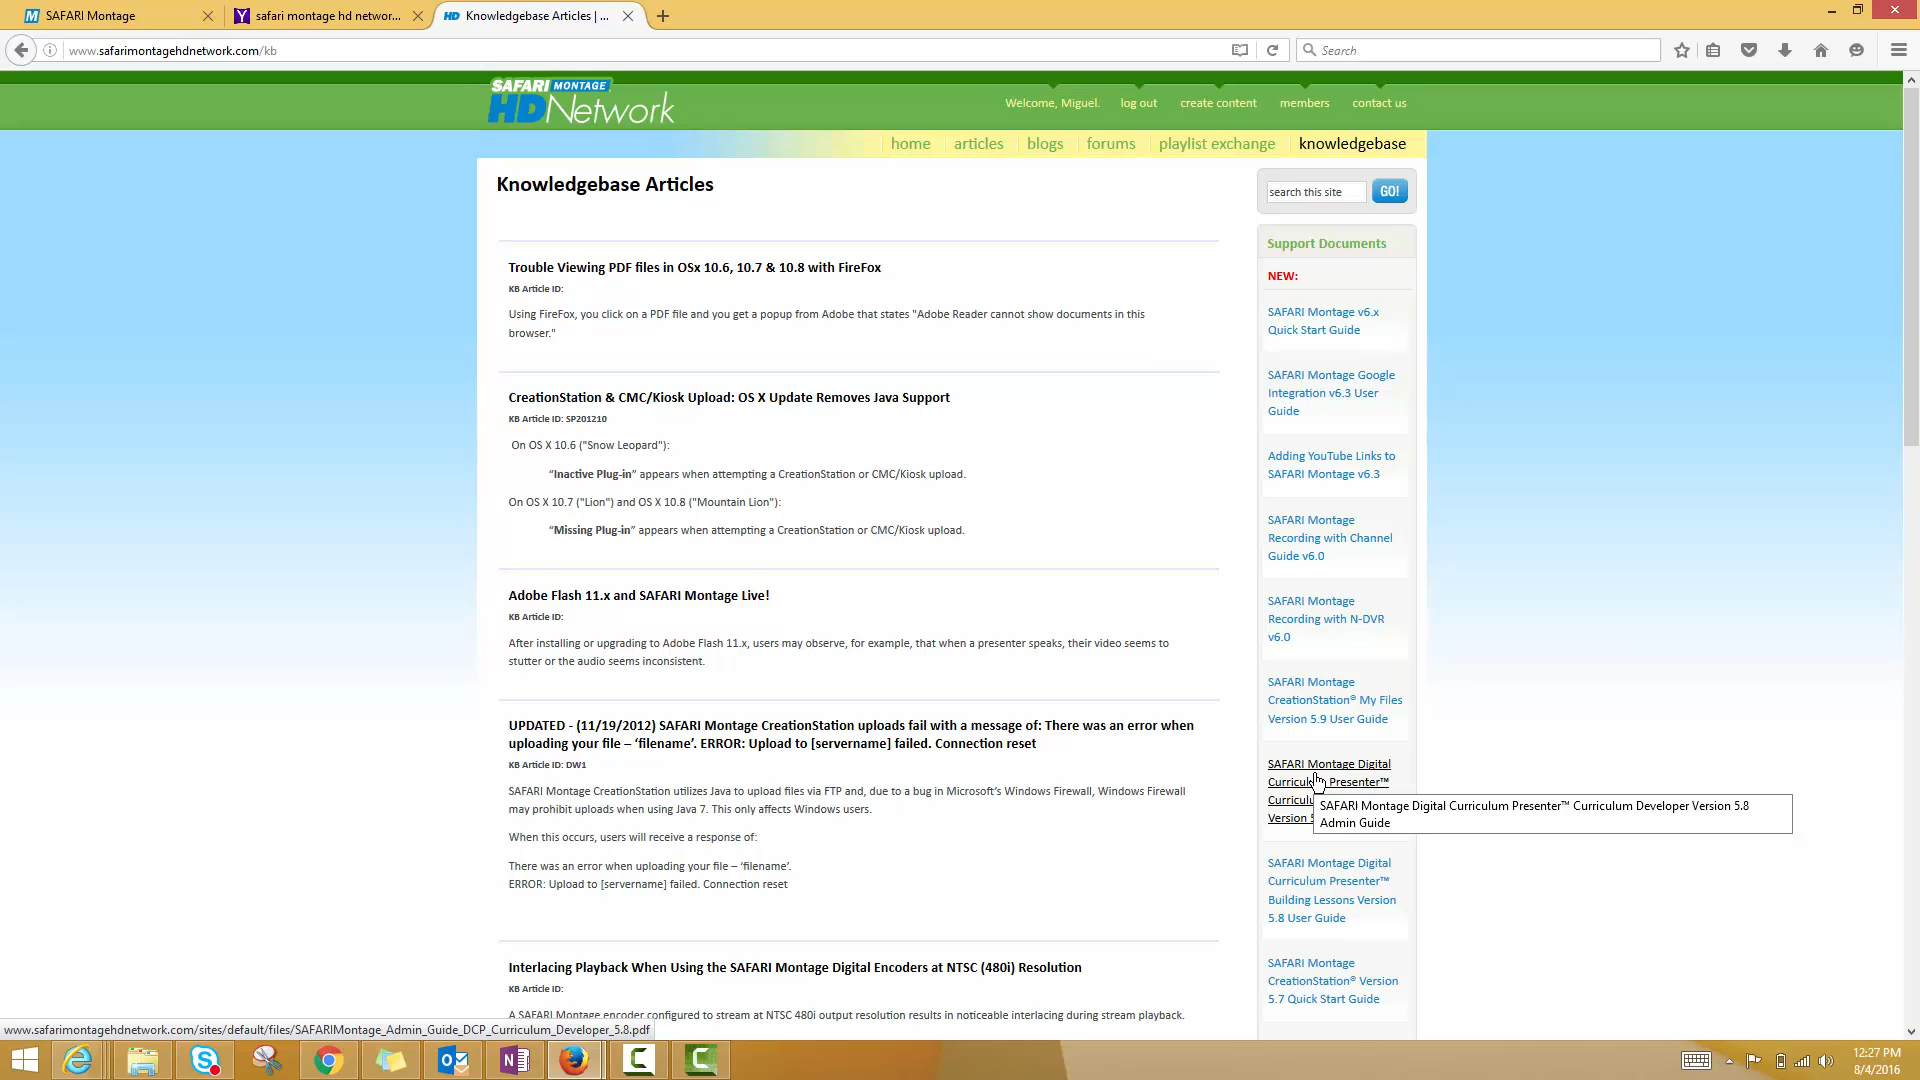 SAFARI Montage
safari montage hd networ...
Knowledgebase Articles | ...
www.safarimontagehdnetwork.com/kb
Search
SAFARI MONTAGE
HDNetwork
Welcome, Miguel.
log out
create content
members
contact us
home
articles
blogs
forums
playlist exchange
knowledgebase
Knowledgebase Articles
Trouble Viewing PDF files in OSx 10.6, 10.7 & 10.8 with FireFox
KB Article ID:
Using FireFox, you click on a PDF file and you get a popup from Adobe that states "Adobe Reader cannot show documents in this
browser."
CreationStation & CMC/Kiosk Upload: OS X Update Removes Java Support
KB Article ID: SP201210
On OS X 10.6 ("Snow Leopard"):
“Inactive Plug-in” appears when attempting a CreationStation or CMC/Kiosk upload.
On OS X 10.7 ("Lion") and OS X 10.8 ("Mountain Lion"):
“Missing Plug-in” appears when attempting a CreationStation or CMC/Kiosk upload.
Adobe Flash 11.x and SAFARI Montage Live!
KB Article ID:
After installing or upgrading to Adobe Flash 11.x, users may observe, for example, that when a presenter speaks, their video seems to
stutter or the audio seems inconsistent.
UPDATED - (11/19/2012) SAFARI Montage CreationStation uploads fail with a message of: There was an error when
uploading your file – ‘filename’. ERROR: Upload to [servername] failed. Connection reset
KB Article ID: DW1
SAFARI Montage CreationStation utilizes Java to upload files via FTP and, due to a bug in Microsoft’s Windows Firewall, Windows Firewall
may prohibit uploads when using Java 7. This only affects Windows users.
When this occurs, users will receive a response of:
There was an error when uploading your file – ‘filename’.
ERROR: Upload to [servername] failed. Connection reset
Interlacing Playback When Using the SAFARI Montage Digital Encoders at NTSC (480i) Resolution
KB Article ID:
A SAFARI Montage encoder configured to stream at NTSC 480i output resolution results in noticeable interlacing during stream playback.
search this site
GO!
Support Documents
NEW:
SAFARI Montage v6.x
Quick Start Guide
SAFARI Montage Google
Integration v6.3 User
Guide
Adding YouTube Links to
SAFARI Montage v6.3
SAFARI Montage
Recording with Channel
Guide v6.0
SAFARI Montage
Recording with N-DVR
v6.0
SAFARI Montage
CreationStation® My Files
Version 5.9 User Guide
SAFARI Montage Digital
Presenter™
Version
SAFARI Montage Digital Curriculum Presenter™ Curriculum Developer Version 5.8
Admin Guide
SAFARI Montage Digital
Curriculum Presenter™
Building Lessons Version
5.8 User Guide
SAFARI Montage
CreationStation® Version
5.7 Quick Start Guide
www.safarimontagehdnetwork.com/sites/default/files/SAFARIMontage_Admin_Guide_DCP_Curriculum_Developer_5.8.pdf
12:27 PM
8/4/2016